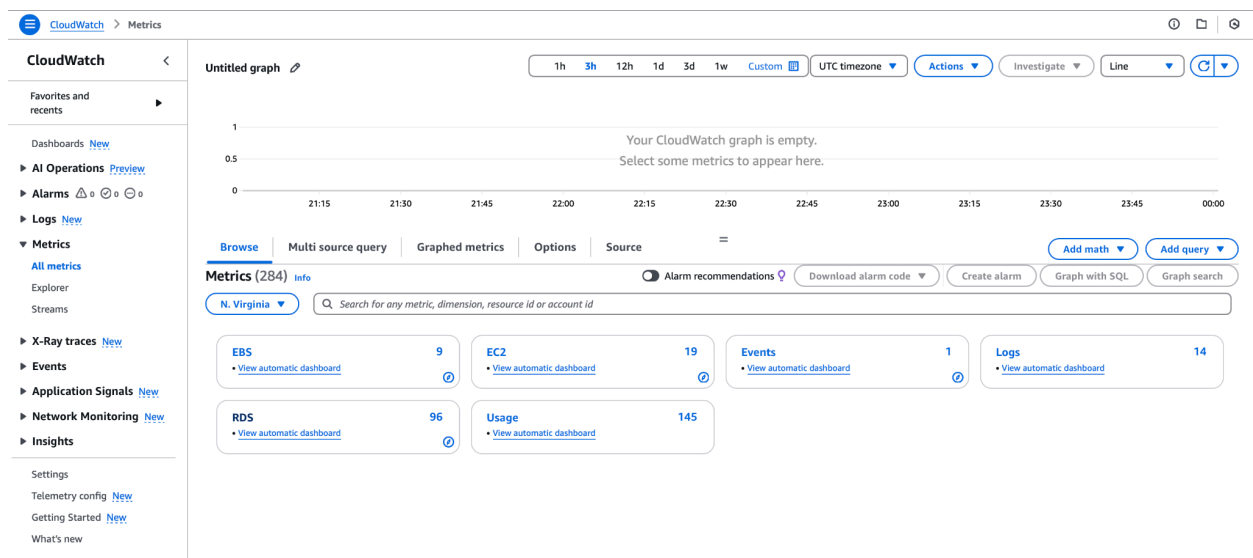 CloudWatch > Metrics
CloudWatch
Favorites and
recents
Dashboards New
AI Operations Preview
Alarms 0 0 0
Logs New
Metrics
All metrics
Explorer
Streams
X-Ray traces New
Events
Application Signals New
Network Monitoring New
Insights
Settings
Telemetry config New
Getting Started New
What's new
Untitled graph
1h 3h 12h 1d 3d 1w Custom UTC timezone Actions Investigate Line
1
Your CloudWatch graph is empty.
0.5
Select some metrics to appear here.
0
21:15 21:30 21:45 22:00 22:15 22:30 22:45 23:00 23:15 23:30 23:45 00:00
Browse Multi source query Graphed metrics Options Source Add math Add query
Metrics (284) Info Alarm recommendations Download alarm code Create alarm Graph with SQL Graph search
N. Virginia Search for any metric, dimension, resource id or account id
EBS 9
• View automatic dashboard
EC2 19
• View automatic dashboard
Events 1
• View automatic dashboard
Logs 14
• View automatic dashboard
RDS 96
• View automatic dashboard
Usage 145
• View automatic dashboard